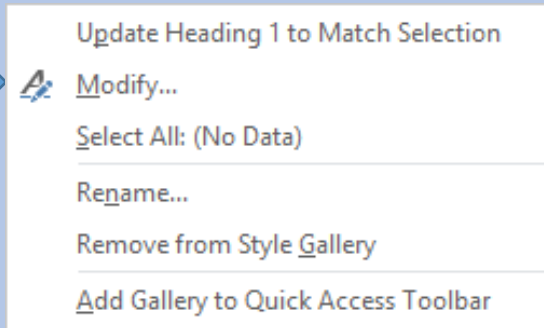 Update Heading 1 to Match Selection
Modify...
Select All: (No Data)
Rename...
Remove from Style Gallery
Add Gallery to Quick Access Toolbar